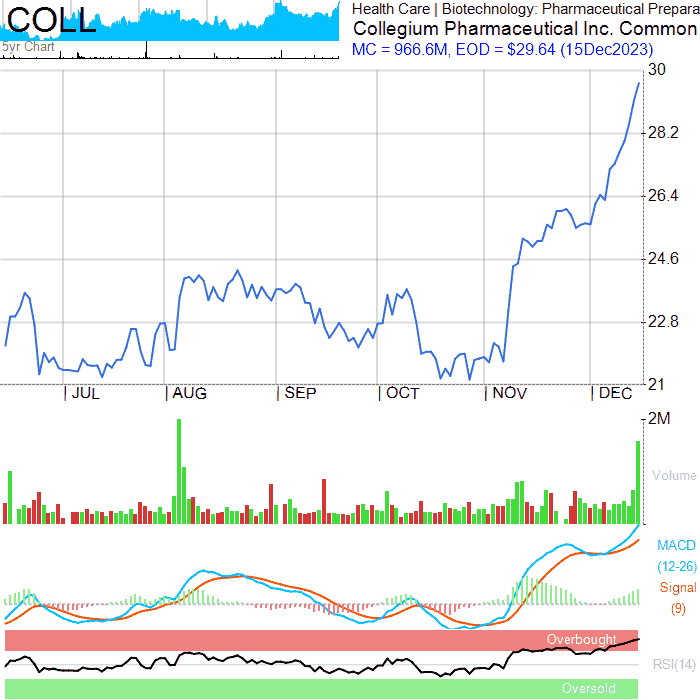 COLL
5yr Chart
Health Care | Biotechnology: Pharmaceutical Prepara
Collegium Pharmaceutical Inc. Common
MC = 966.6M, EOD = $29.64 (15Dec2023)
30
28.2
26.4
24.6
22.8
21
JUL AUG SEP OCT NOV DEC
2M
Volume
MACD
(12-26)
Signal
(9)
Overbought
RSI(14)
Oversold